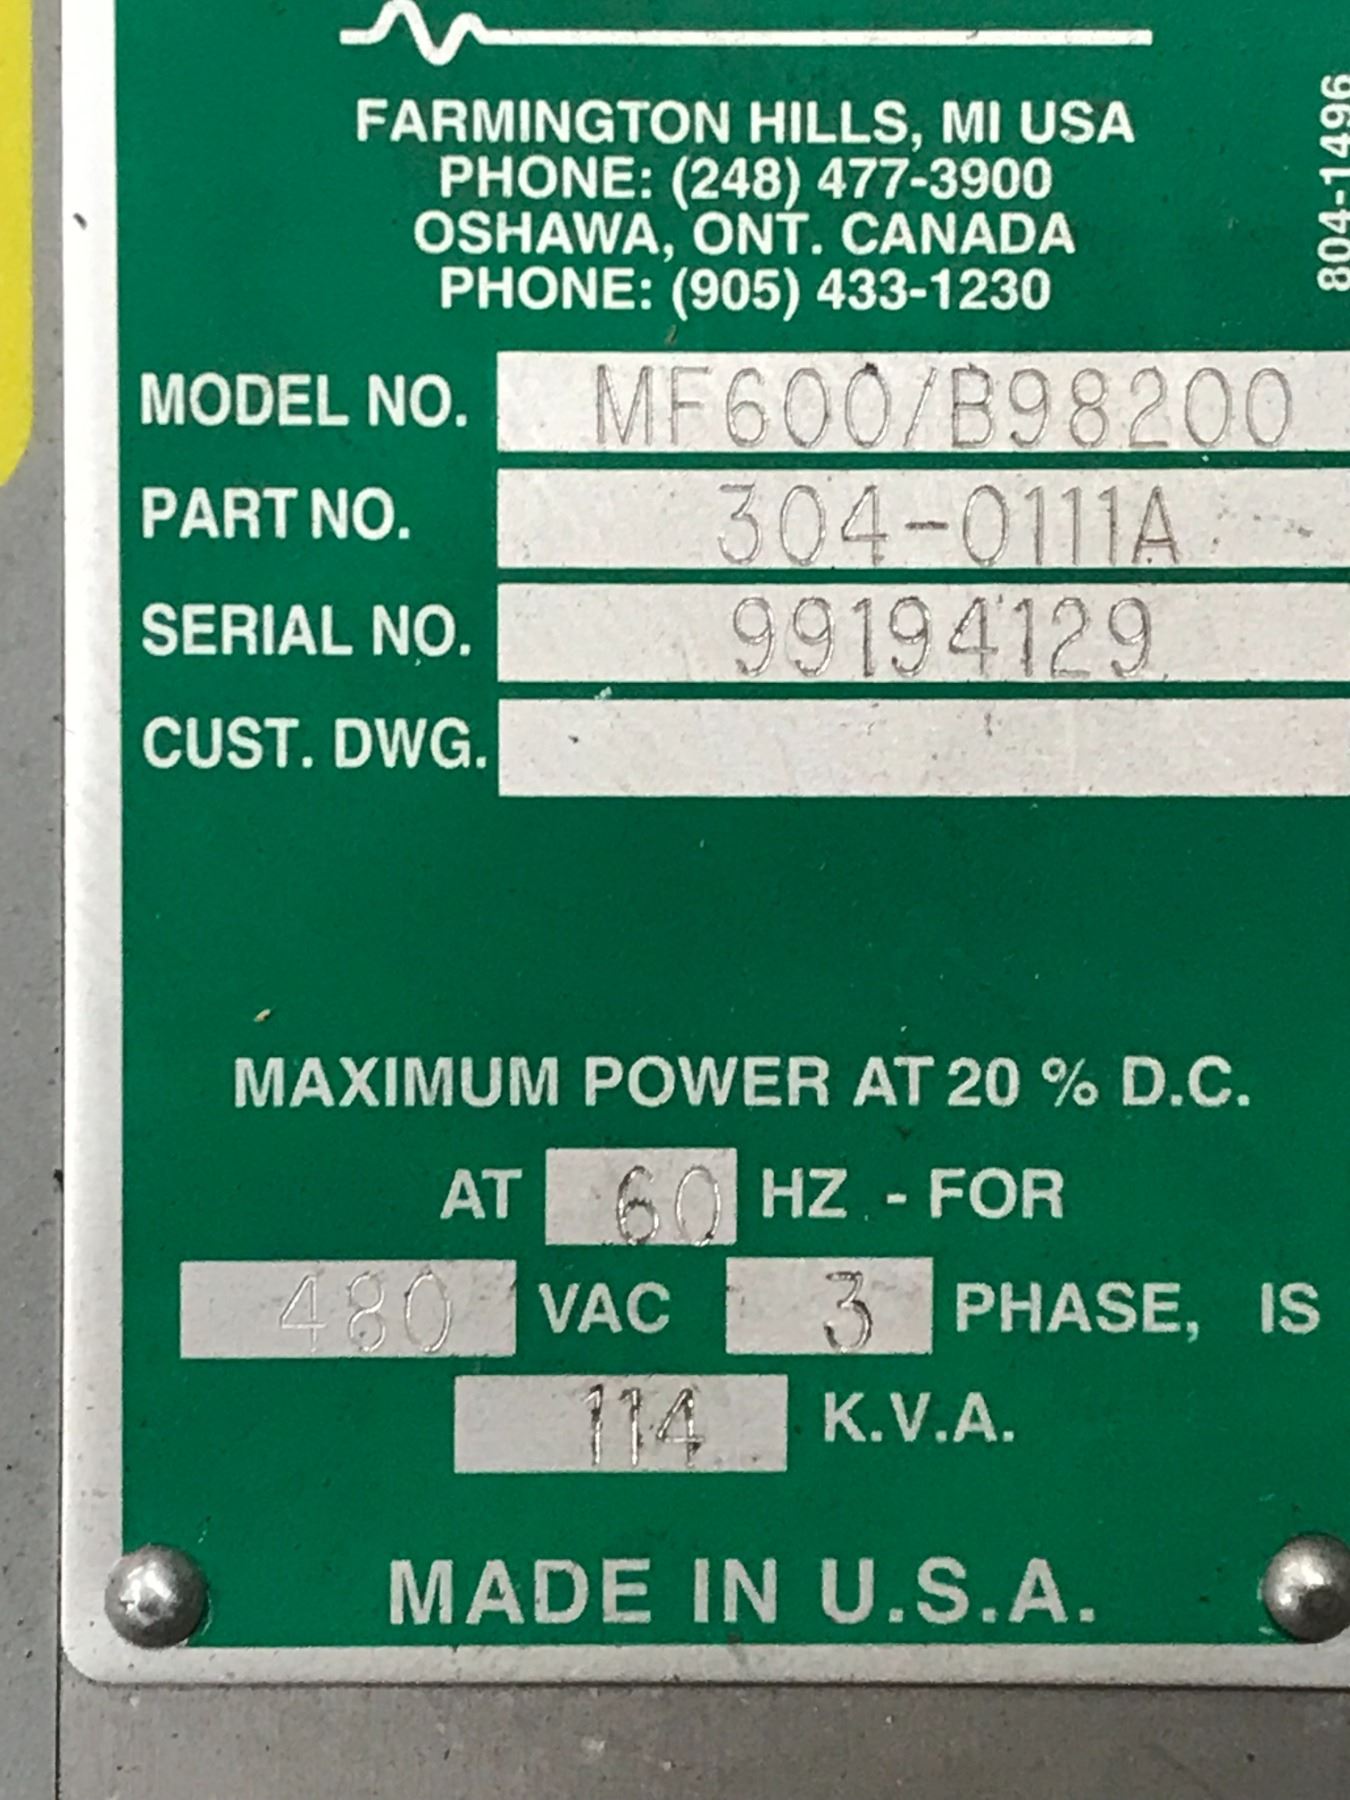 FARMINGTON HILLS, MI USA
PHONE: (248) 477-3900
OSHAWA, ONT. CANADA
PHONE: (905) 433-1230
804-1496
MODEL NO. MF600/B98200
PART NO. 304-0111A
SERIAL NO. 99194129
CUST. DWG.
MAXIMUM POWER AT 20 % D.C.
AT 60 HZ - FOR
480 VAC 3 PHASE, IS
114 K.V.A.
MADE IN U.S.A.